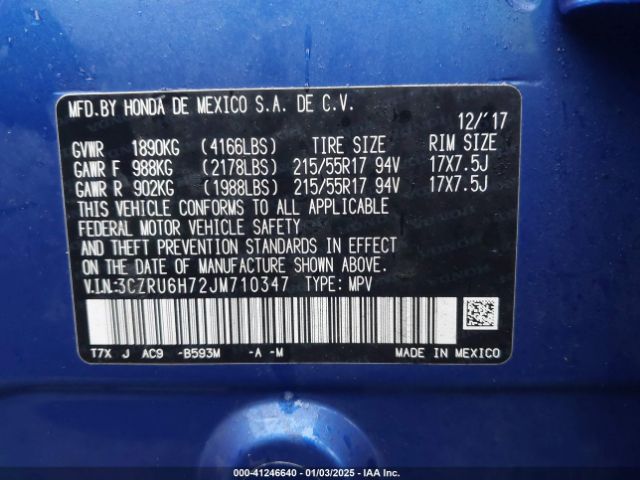 MFD.BY HONDA DE MEXICO S.A. DE C.V.
12/'17
GVWR 1890KG (4166LBS) TIRE SIZE RIM SIZE
GAWR F 988KG (2178LBS) 215/55R17 94V 17X7.5J
GAWR R 902KG (1988LBS) 215/55R17 94V 17X7.5J
THIS VEHICLE CONFORMS TO ALL APPLICABLE
FEDERAL MOTOR VEHICLE SAFETY
AND THEFT PREVENTION STANDARDS IN EFFECT
ON THE DATE OF MANUFACTURE SHOWN ABOVE.
V.I.N:3CZRU6H72JM710347 TYPE: MPV
T7X J AC9 -B593M -A -M MADE IN MEXICO
000-41246640 - 01/03/2025 - IAA Inc.